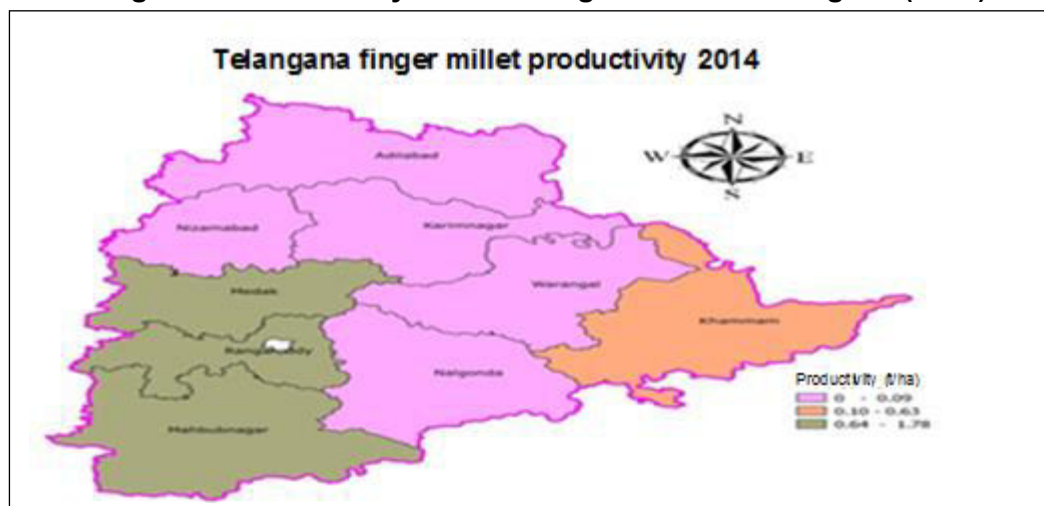 Telangana finger millet productivity 2014
N
W
E
S
Adilabad
Nizamabad
Karimnagar
Warangal
Medak
Khammam
Rangareddy
Nalgonda
Mahbubnagar
Productivity (t/ha)
0 - 0.09
0.10 - 0.63
0.64 - 1.78